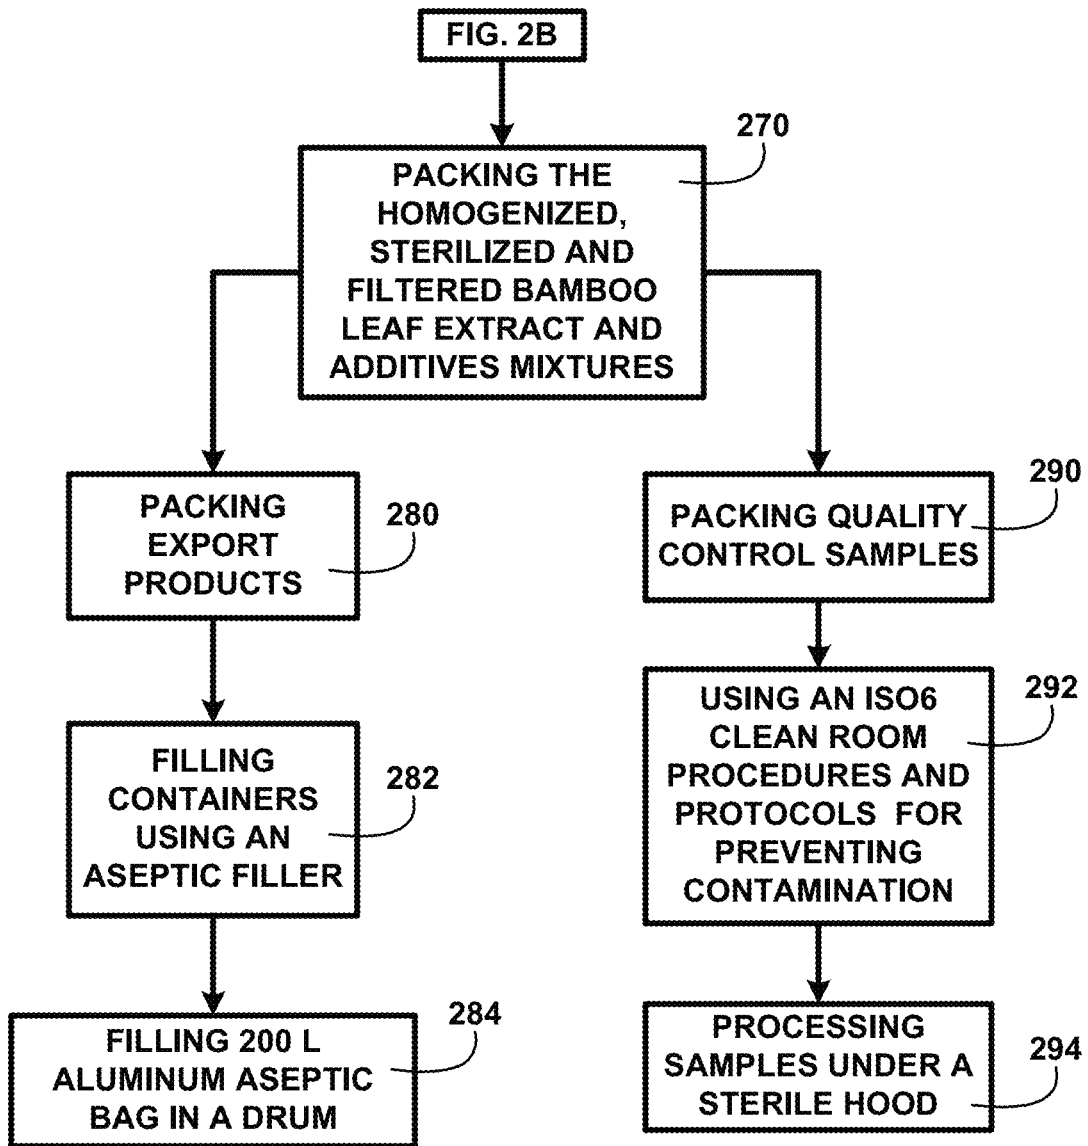 FIG. 2B
270
PACKING THE
HOMOGENIZED,
STERILIZED AND
FILTERED BAMBOO
LEAF EXTRACT AND
ADDITIVES MIXTURES
PACKING
EXPORT
PRODUCTS
280
FILLING
CONTAINERS
USING AN
ASEPTIC FILLER
282
FILLING 200 L
ALUMINUM ASEPTIC
BAG IN A DRUM
284
PACKING QUALITY
CONTROL SAMPLES
290
USING AN ISO6
CLEAN ROOM
PROCEDURES AND
PROTOCOLS FOR
PREVENTING
CONTAMINATION
292
PROCESSING
SAMPLES UNDER A
STERILE HOOD
294